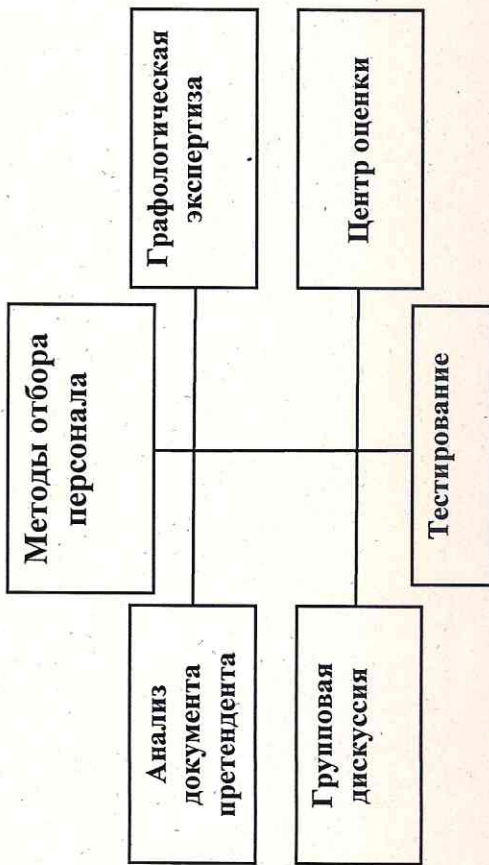 Методы отбора
персонала
Анализ
документа
претендента
Графологическая
экспертиза
Групповая
дискуссия
Центр оценки
Тестирование